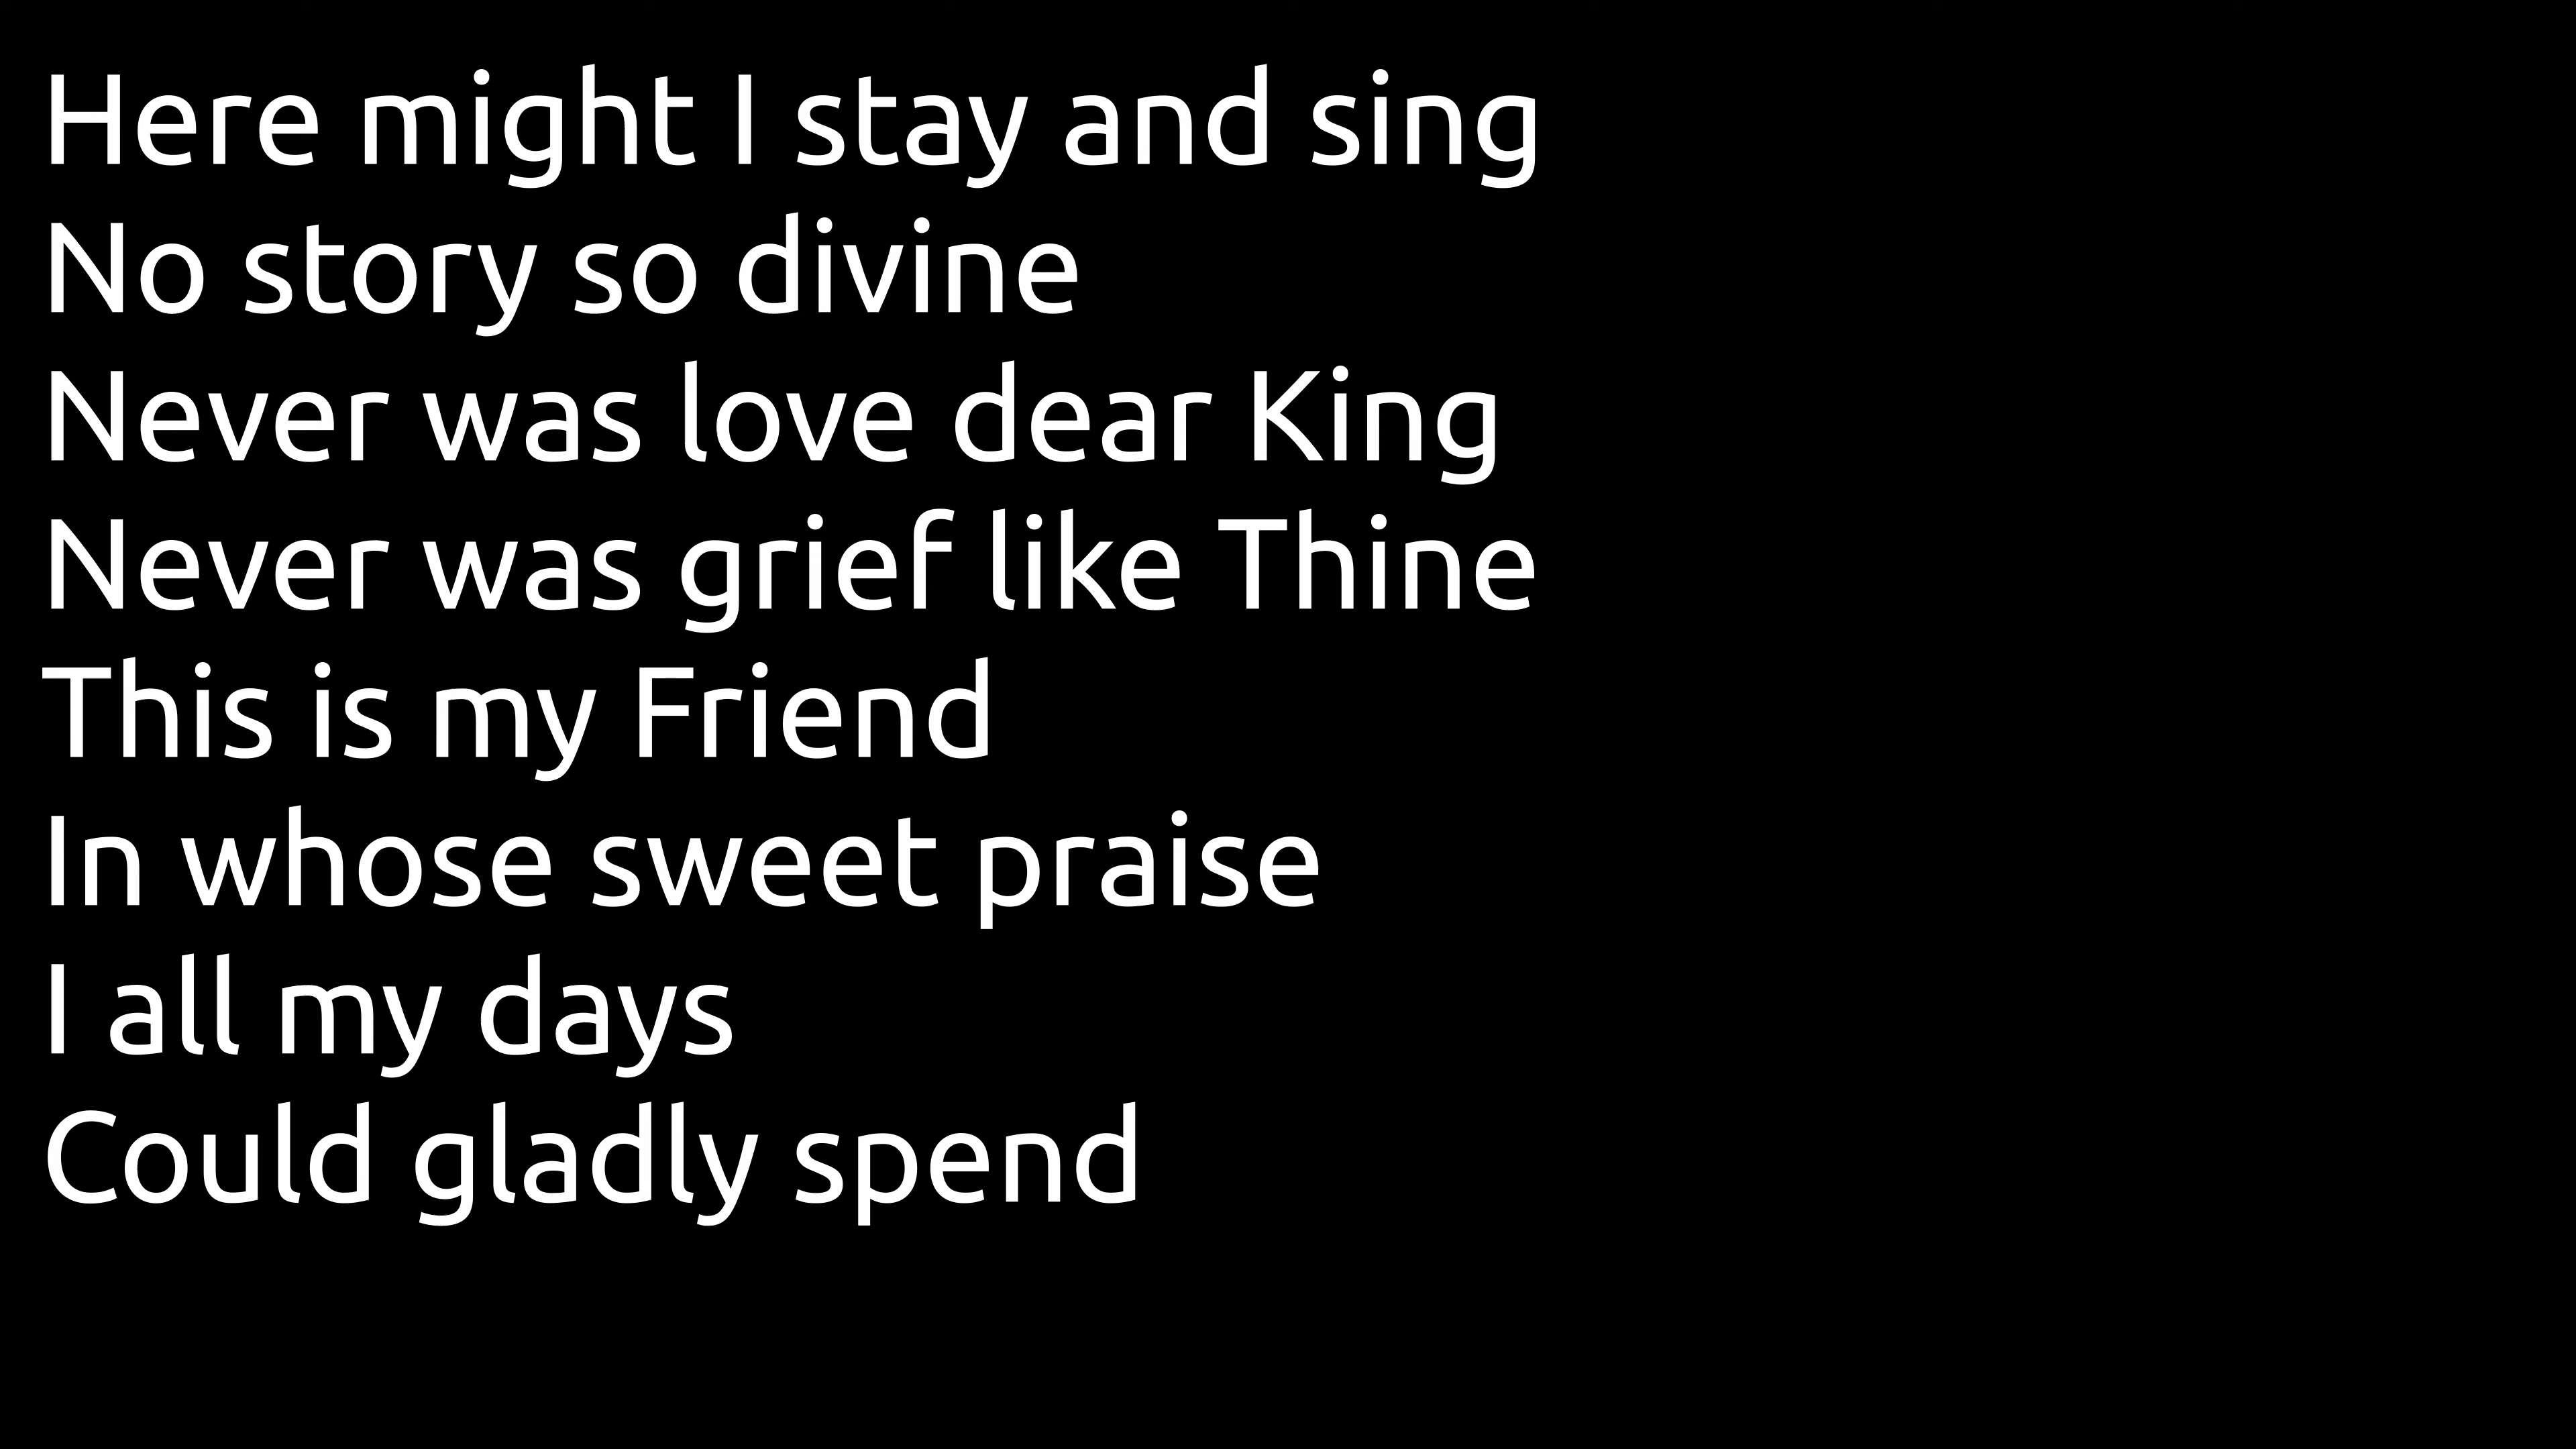 Here might I stay and sing
No story so divine
Never was love dear King
Never was grief like Thine
This is my Friend
In whose sweet praise
I all my days
Could gladly spend